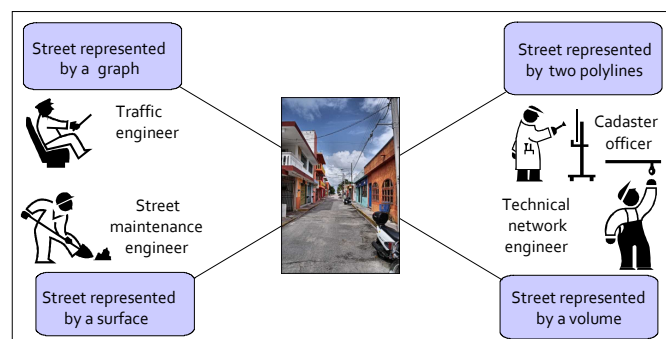 Street represented
by a graph
Traffic
engineer
Street
maintenance
engineer
Street represented
by a surface
Street represented
by two polylines
Cadaster
officer
Technical
network
engineer
Street represented
by a volume